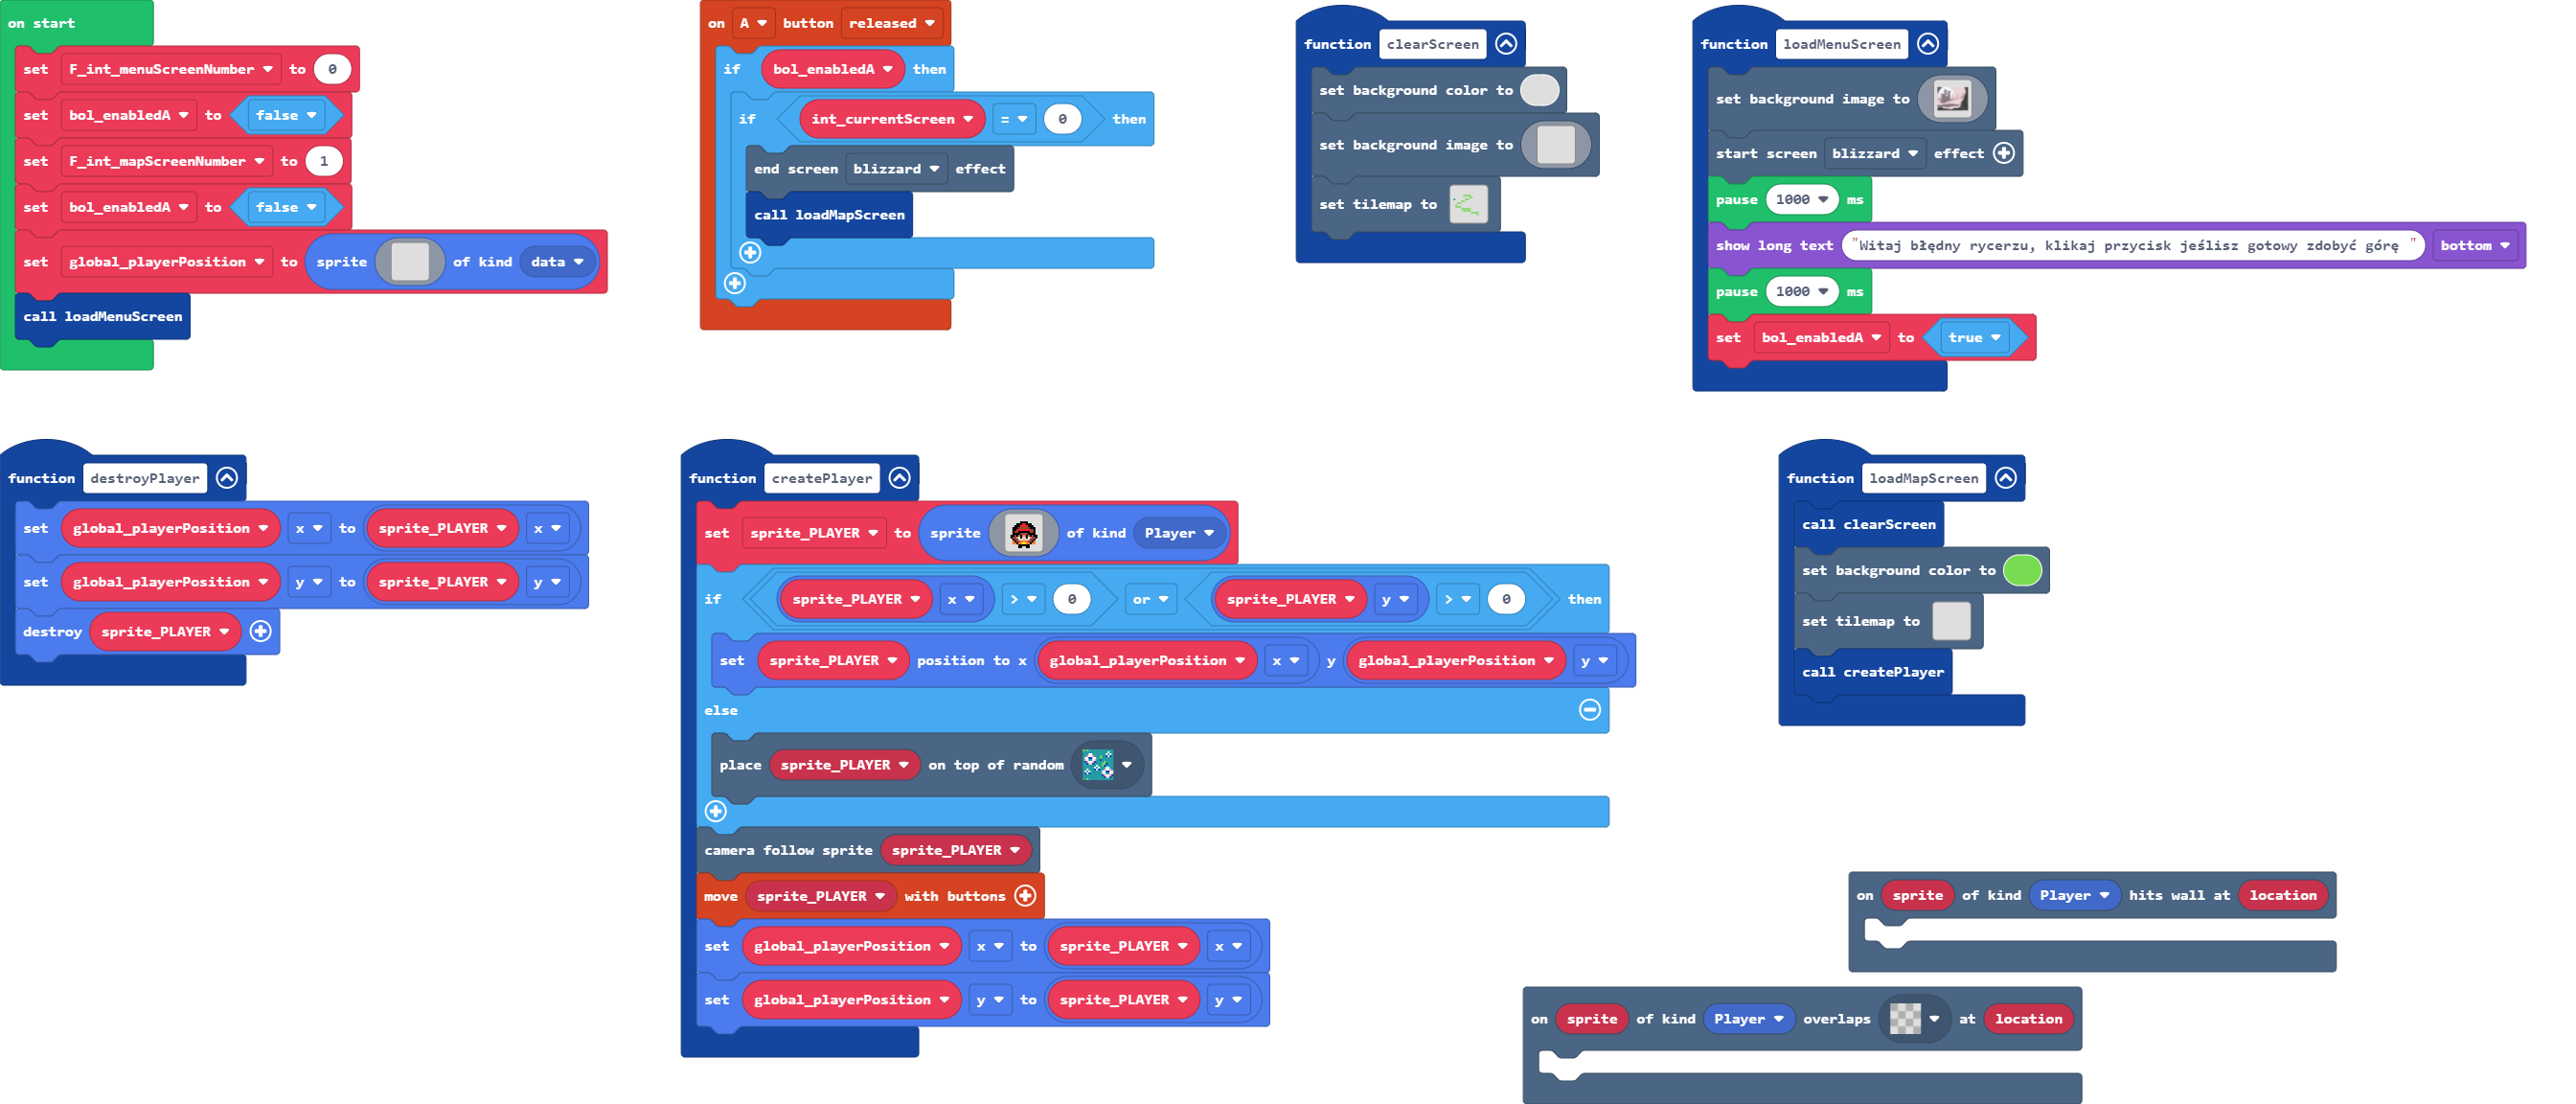 on start
set F_int_menuScreenNumber to 0
set bol_enabledA to false
set F_int_mapScreenNumber to 1
set bol_enabledA to false
set global_playerPosition to sprite of kind data
call loadMenuScreen
on A button released
if bol_enabledA then
if int_currentScreen = 0 then
end screen blizzard effect
call loadMapScreen
function clearScreen
set background color to
set background image to
set tilemap to
function loadMenuScreen
set background image to
start screen blizzard effect
pause 1000 ms
show long text "Witaj błędny rycerzu, klikaj przycisk jeślisz gotowy zdobyć górę " bottom
pause 1000 ms
set bol_enabledA to true
function destroyPlayer
set global_playerPosition x to sprite_PLAYER x
set global_playerPosition y to sprite_PLAYER y
destroy sprite_PLAYER
function createPlayer
set sprite_PLAYER to sprite of kind Player
if sprite_PLAYER x > 0 or sprite_PLAYER y > 0 then
set sprite_PLAYER position to x global_playerPosition x y global_playerPosition y
else
place sprite_PLAYER on top of random
camera follow sprite sprite_PLAYER
move sprite_PLAYER with buttons
set global_playerPosition x to sprite_PLAYER x
set global_playerPosition y to sprite_PLAYER y
function loadMapScreen
call clearScreen
set background color to
set tilemap to
call createPlayer
on sprite of kind Player hits wall at location
on sprite of kind Player overlaps at location